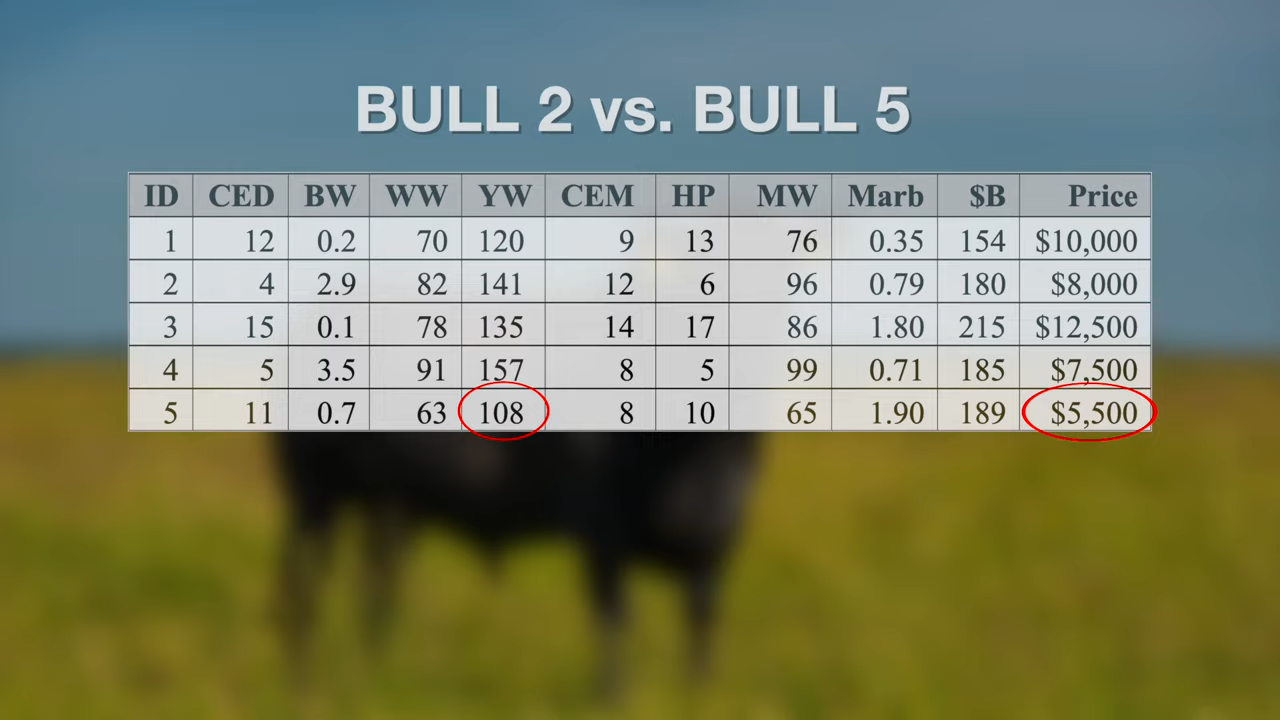 BULL 2 vs. BULL 5
ID CED BW WW YW CEM HP MW Marb $B Price
1 12 0.2 70 120 9 13 76 0.35 154 $10,000
2 4 2.9 82 141 12 6 96 0.79 180 $8,000
3 15 0.1 78 135 14 17 86 1.80 215 $12,500
4 5 3.5 91 157 8 5 99 0.71 185 $7,500
5 11 0.7 63 108 8 10 65 1.90 189 $5,500